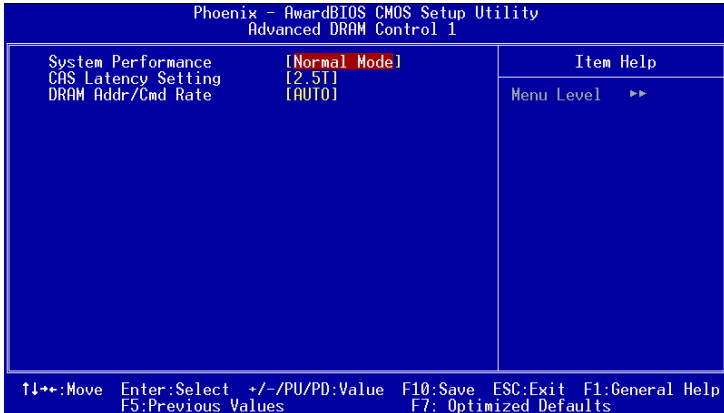 Phoenix - AwardBIOS CMOS Setup Utility
Advanced DRAM Control 1
System Performance [Normal Mode]
CAS Latency Setting [2.5T]
DRAM Addr/Cmd Rate [AUTO]
Item Help
Menu Level ►►
↑↓→←:Move Enter:Select +/-/PU/PD:Value F10:Save ESC:Exit F1:General Help
F5:Previous Values F7: Optimized Defaults